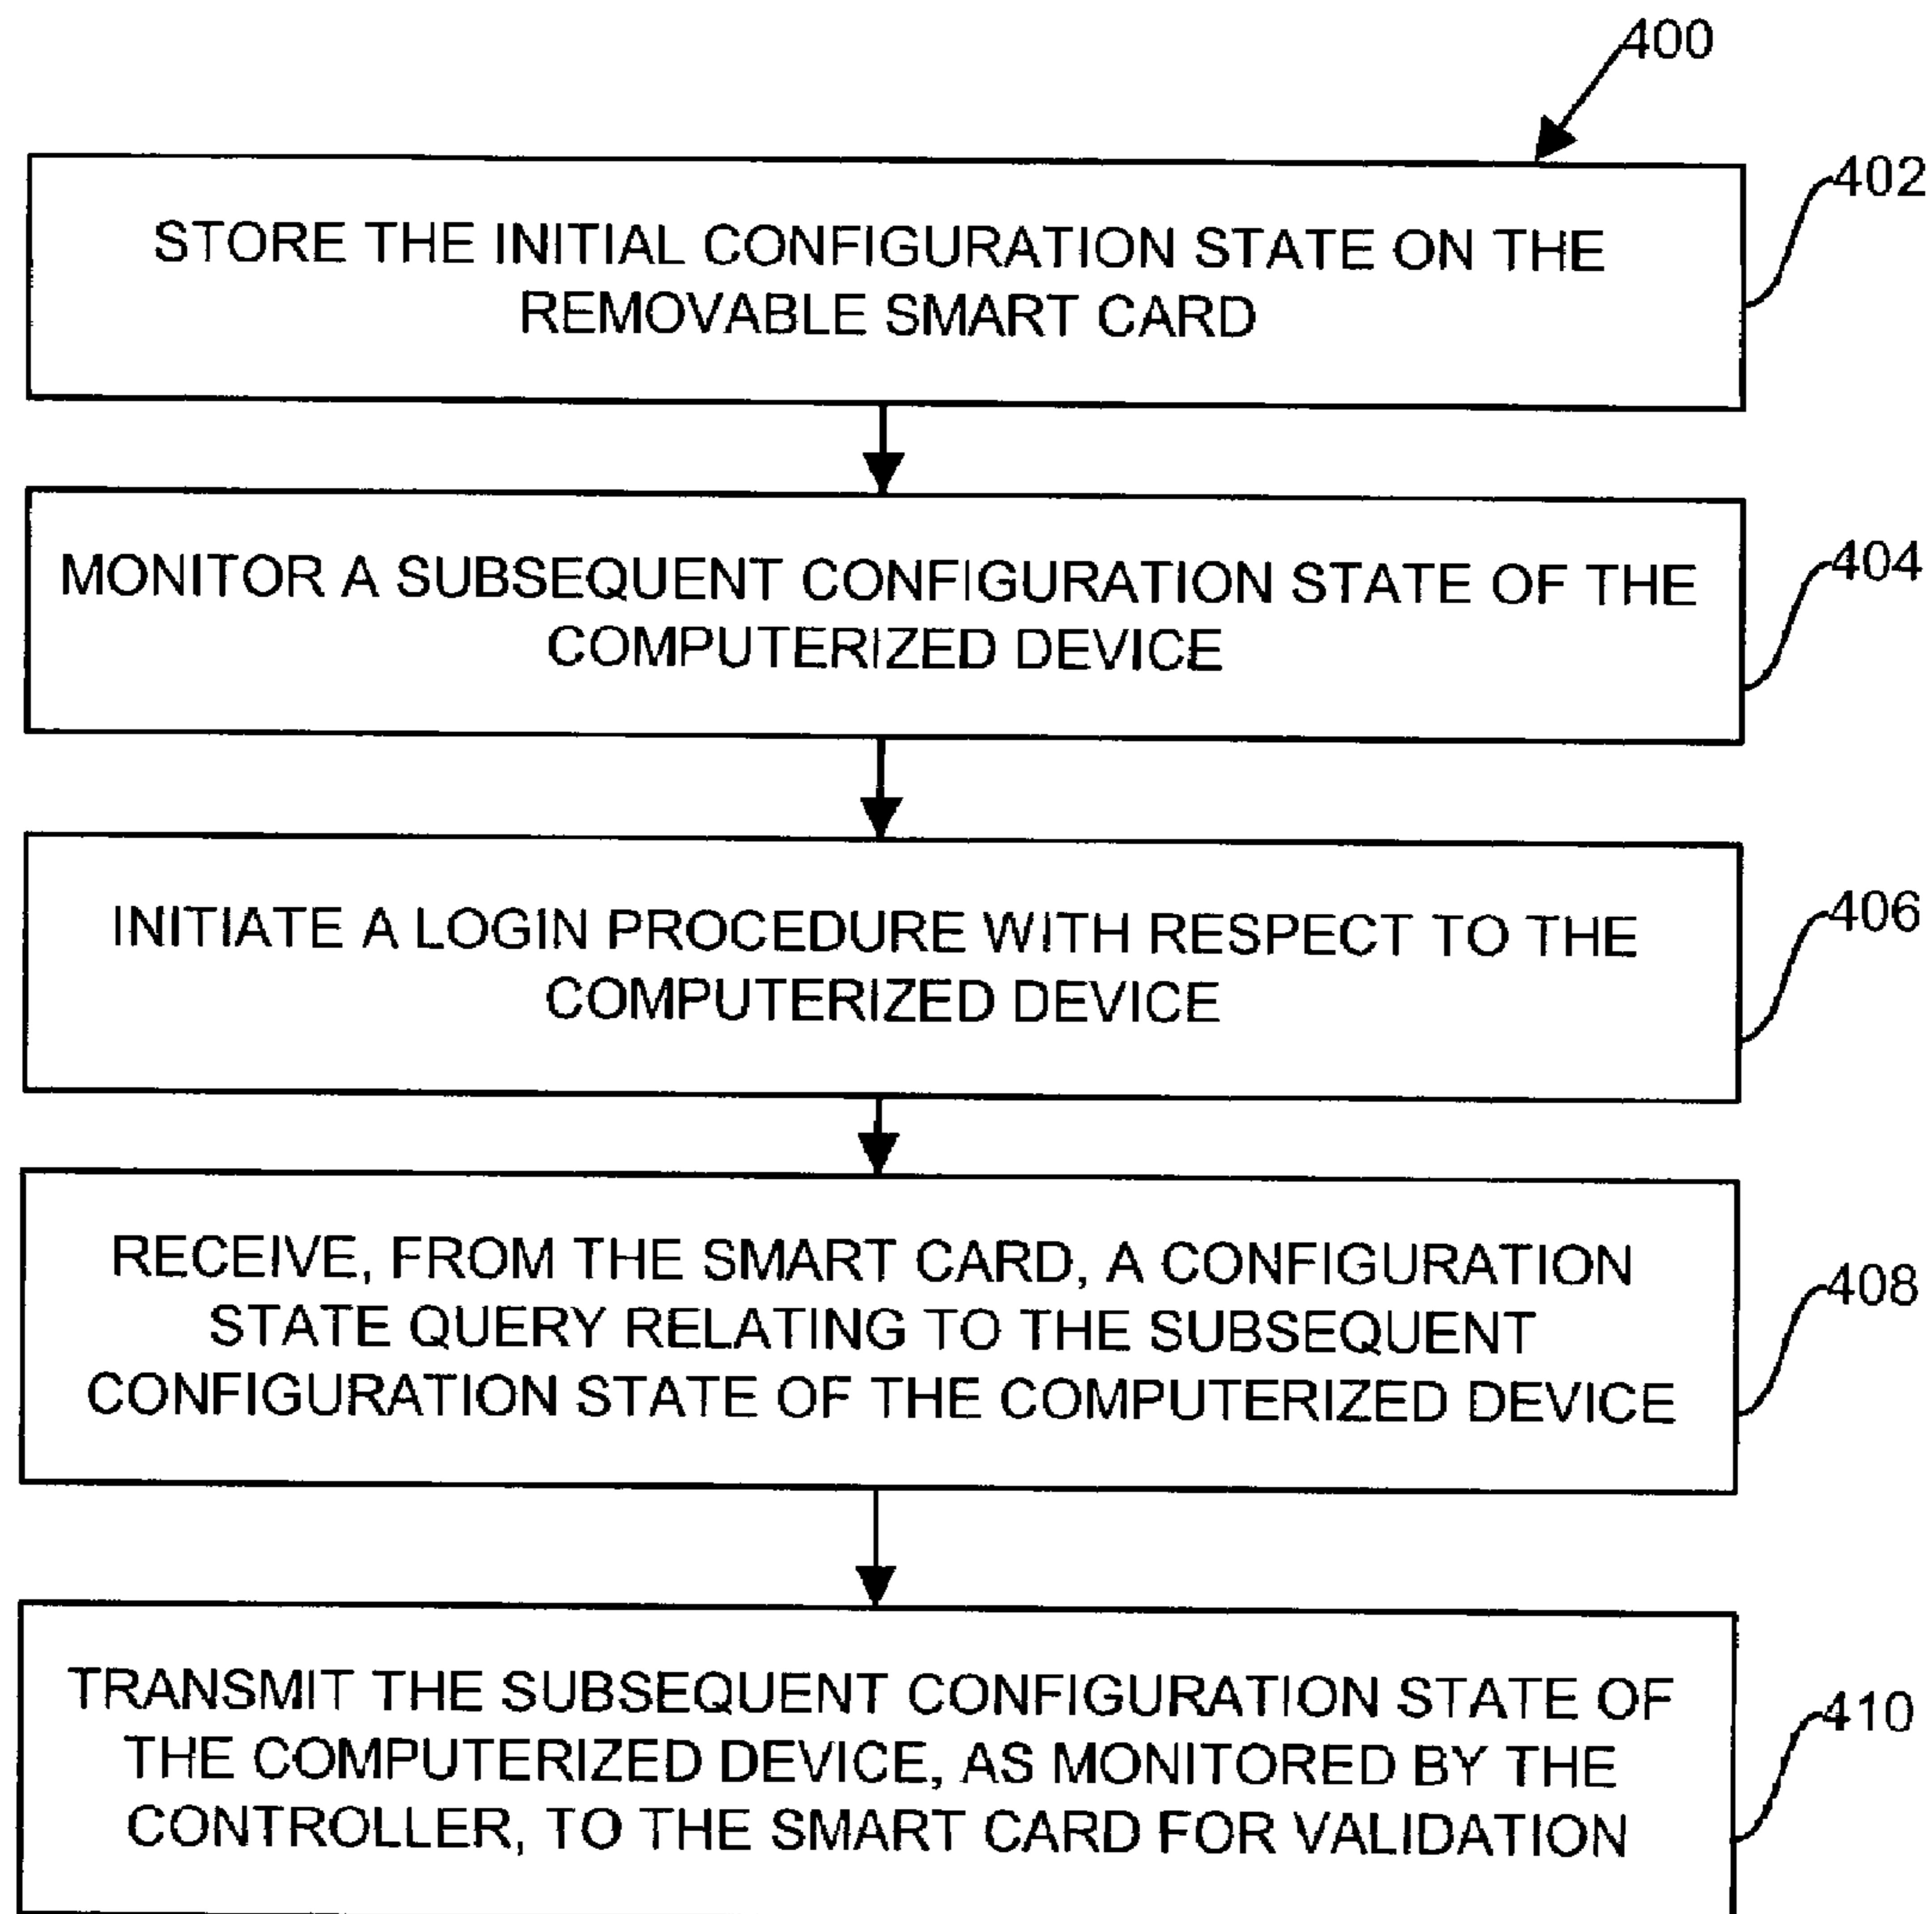 400
402
STORE THE INITIAL CONFIGURATION STATE ON THE
REMOVABLE SMART CARD
404
MONITOR A SUBSEQUENT CONFIGURATION STATE OF THE
COMPUTERIZED DEVICE
406
INITIATE A LOGIN PROCEDURE WITH RESPECT TO THE
COMPUTERIZED DEVICE
408
RECEIVE, FROM THE SMART CARD, A CONFIGURATION
STATE QUERY RELATING TO THE SUBSEQUENT
CONFIGURATION STATE OF THE COMPUTERIZED DEVICE
410
TRANSMIT THE SUBSEQUENT CONFIGURATION STATE OF
THE COMPUTERIZED DEVICE, AS MONITORED BY THE
CONTROLLER, TO THE SMART CARD FOR VALIDATION